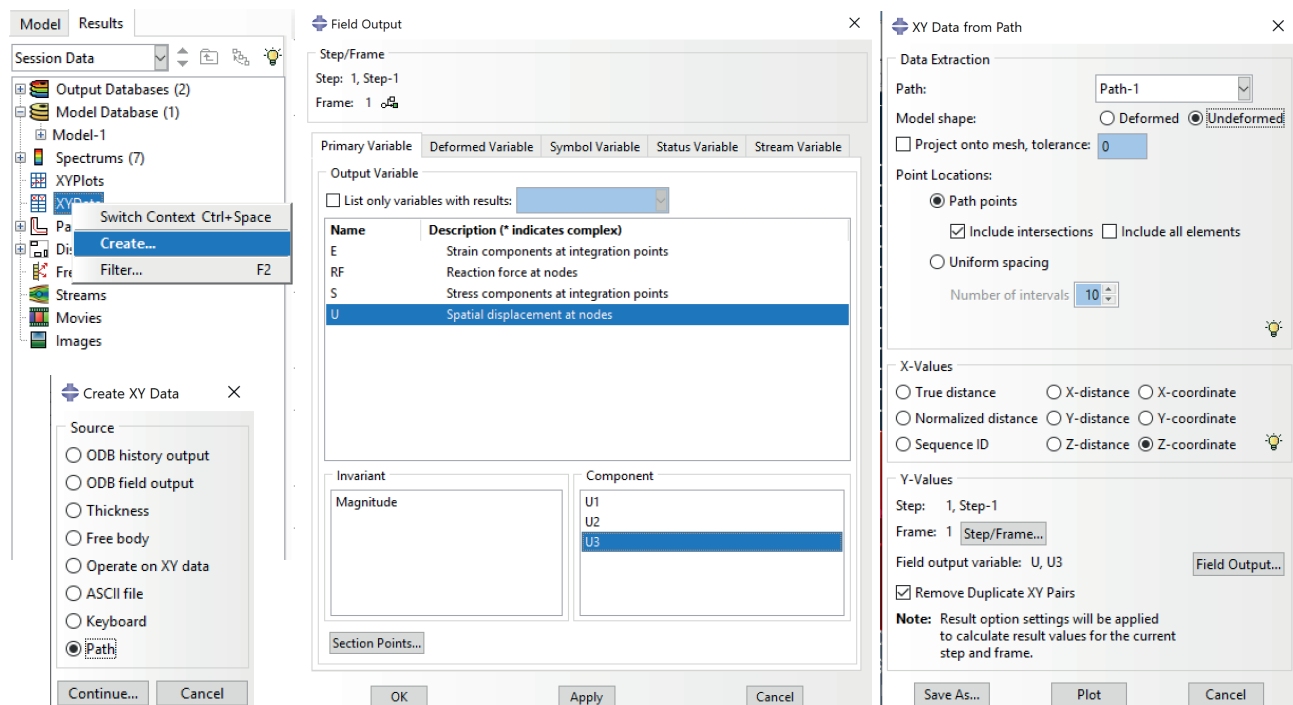 Model Results
Session Data
Output Databases (2)
Model Database (1)
Model-1
Spectrums (7)
XYPlots
XYData
Pa
Dis
Fre
Streams
Movies
Images
Switch Context Ctrl+Space
Create...
Filter... F2
Create XY Data
Source
ODB history output
ODB field output
Thickness
Free body
Operate on XY data
ASCII file
Keyboard
Path
Continue... Cancel
Field Output
Step/Frame
Step: 1, Step-1
Frame: 1
Primary Variable Deformed Variable Symbol Variable Status Variable Stream Variable
Output Variable
List only variables with results:
Name Description (* indicates complex)
E Strain components at integration points
RF Reaction force at nodes
S Stress components at integration points
U Spatial displacement at nodes
Invariant
Magnitude
Component
U1
U2
U3
Section Points...
OK Apply Cancel
XY Data from Path
Data Extraction
Path: Path-1
Model shape: Deformed Undeformed
Project onto mesh, tolerance: 0
Point Locations:
Path points
Include intersections Include all elements
Uniform spacing
Number of intervals 10
X-Values
True distance X-distance X-coordinate
Normalized distance Y-distance Y-coordinate
Sequence ID Z-distance Z-coordinate
Y-Values
Step: 1, Step-1
Frame: 1 Step/Frame...
Field output variable: U, U3 Field Output...
Remove Duplicate XY Pairs
Note: Result option settings will be applied
to calculate result values for the current
step and frame.
Save As... Plot Cancel